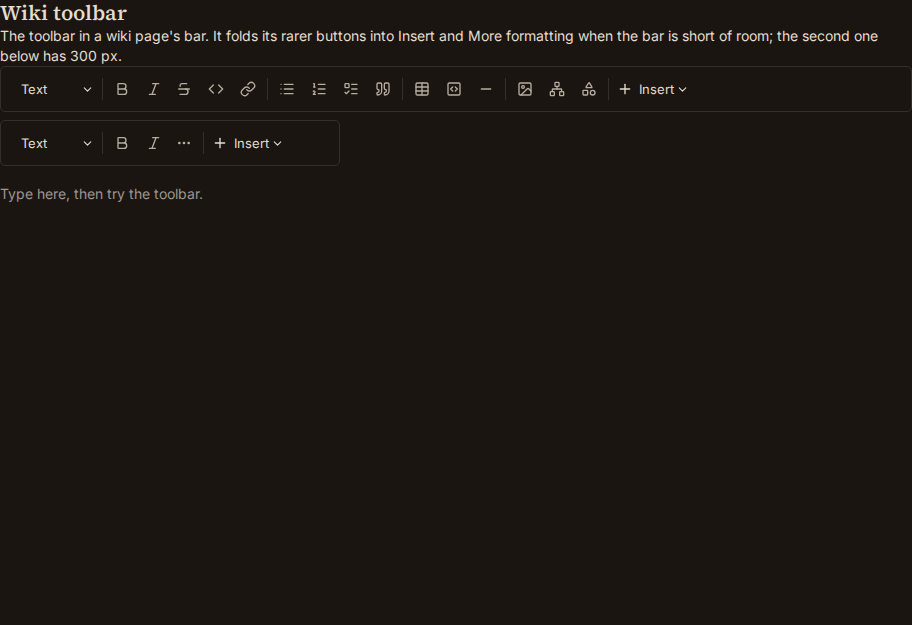 Wiki toolbar
The toolbar in a wiki page's bar. It folds its rarer buttons into Insert and More formatting when the bar is short of room; the second one
below has 300 px.
Text Insert
Text Insert
Type here, then try the toolbar.